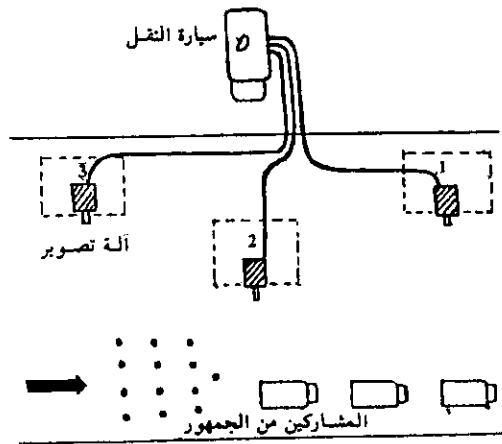 سيارة النقل
3
1
2
آلة تصوير
المشاركين من الجمهور